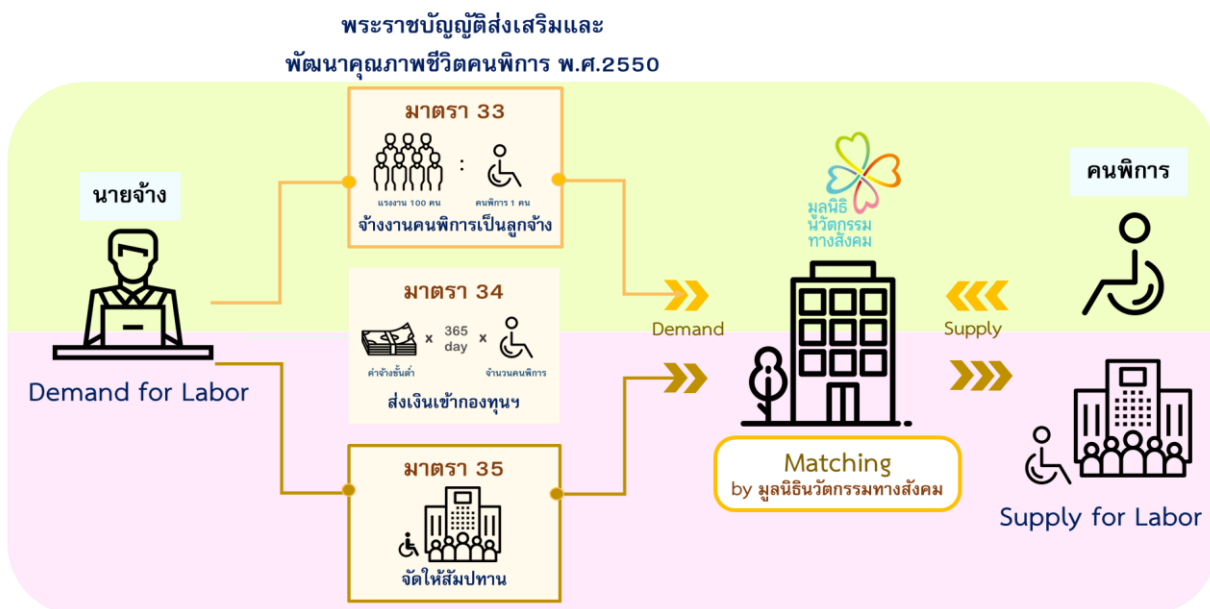 พระราชบัญญัติส่งเสริมและ
พัฒนาคุณภาพชีวิตคนพิการ พ.ศ.2550
นายจ้าง
Demand for Labor
มาตรา 33
:
แรงงาน 100 คน
คนพิการ 1 คน
จ้างงานคนพิการเป็นลูกจ้าง
มาตรา 34
x 365 day x
ค่าจ้างขั้นต่ำ
จำนวนคนพิการ
ส่งเงินเข้ากองทุนฯ
มาตรา 35
จัดให้สัมปทาน
Demand
มูลนิธิ
นวัตกรรม
ทางสังคม
Matching
by มูลนิธินวัตกรรมทางสังคม
Supply
คนพิการ
Supply for Labor